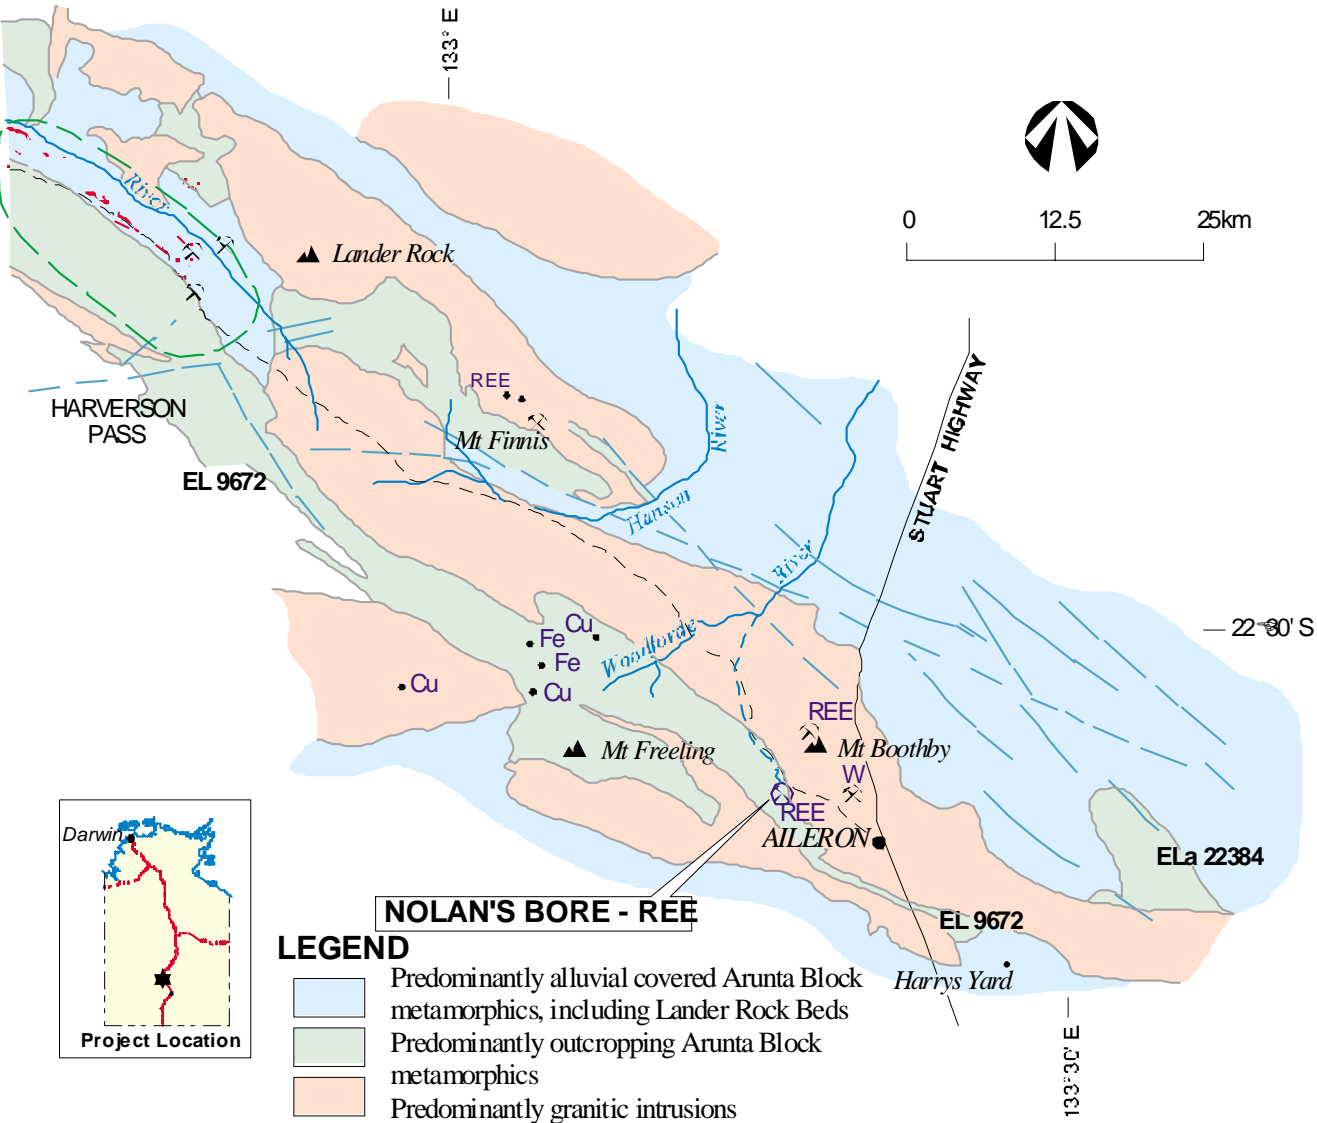 133° E
River
Lander Rock
0 12.5 25km
REE
Mt Finnis
HARVERSON
PASS
EL 9672
River
Hanson
STUART HIGHWAY
River
Woodforde
22°30' S
Cu
Fe
Fe
Cu
Cu
REE
Mt Boothby
Mt Freeling
W
REE
AILERON
Darwin
Project Location
ELa 22384
NOLAN'S BORE - REE
EL 9672
Harrys Yard
133°30' E
LEGEND
Predominantly alluvial covered Arunta Block
metamorphics, including Lander Rock Beds
Predominantly outcropping Arunta Block
metamorphics
Predominantly granitic intrusions